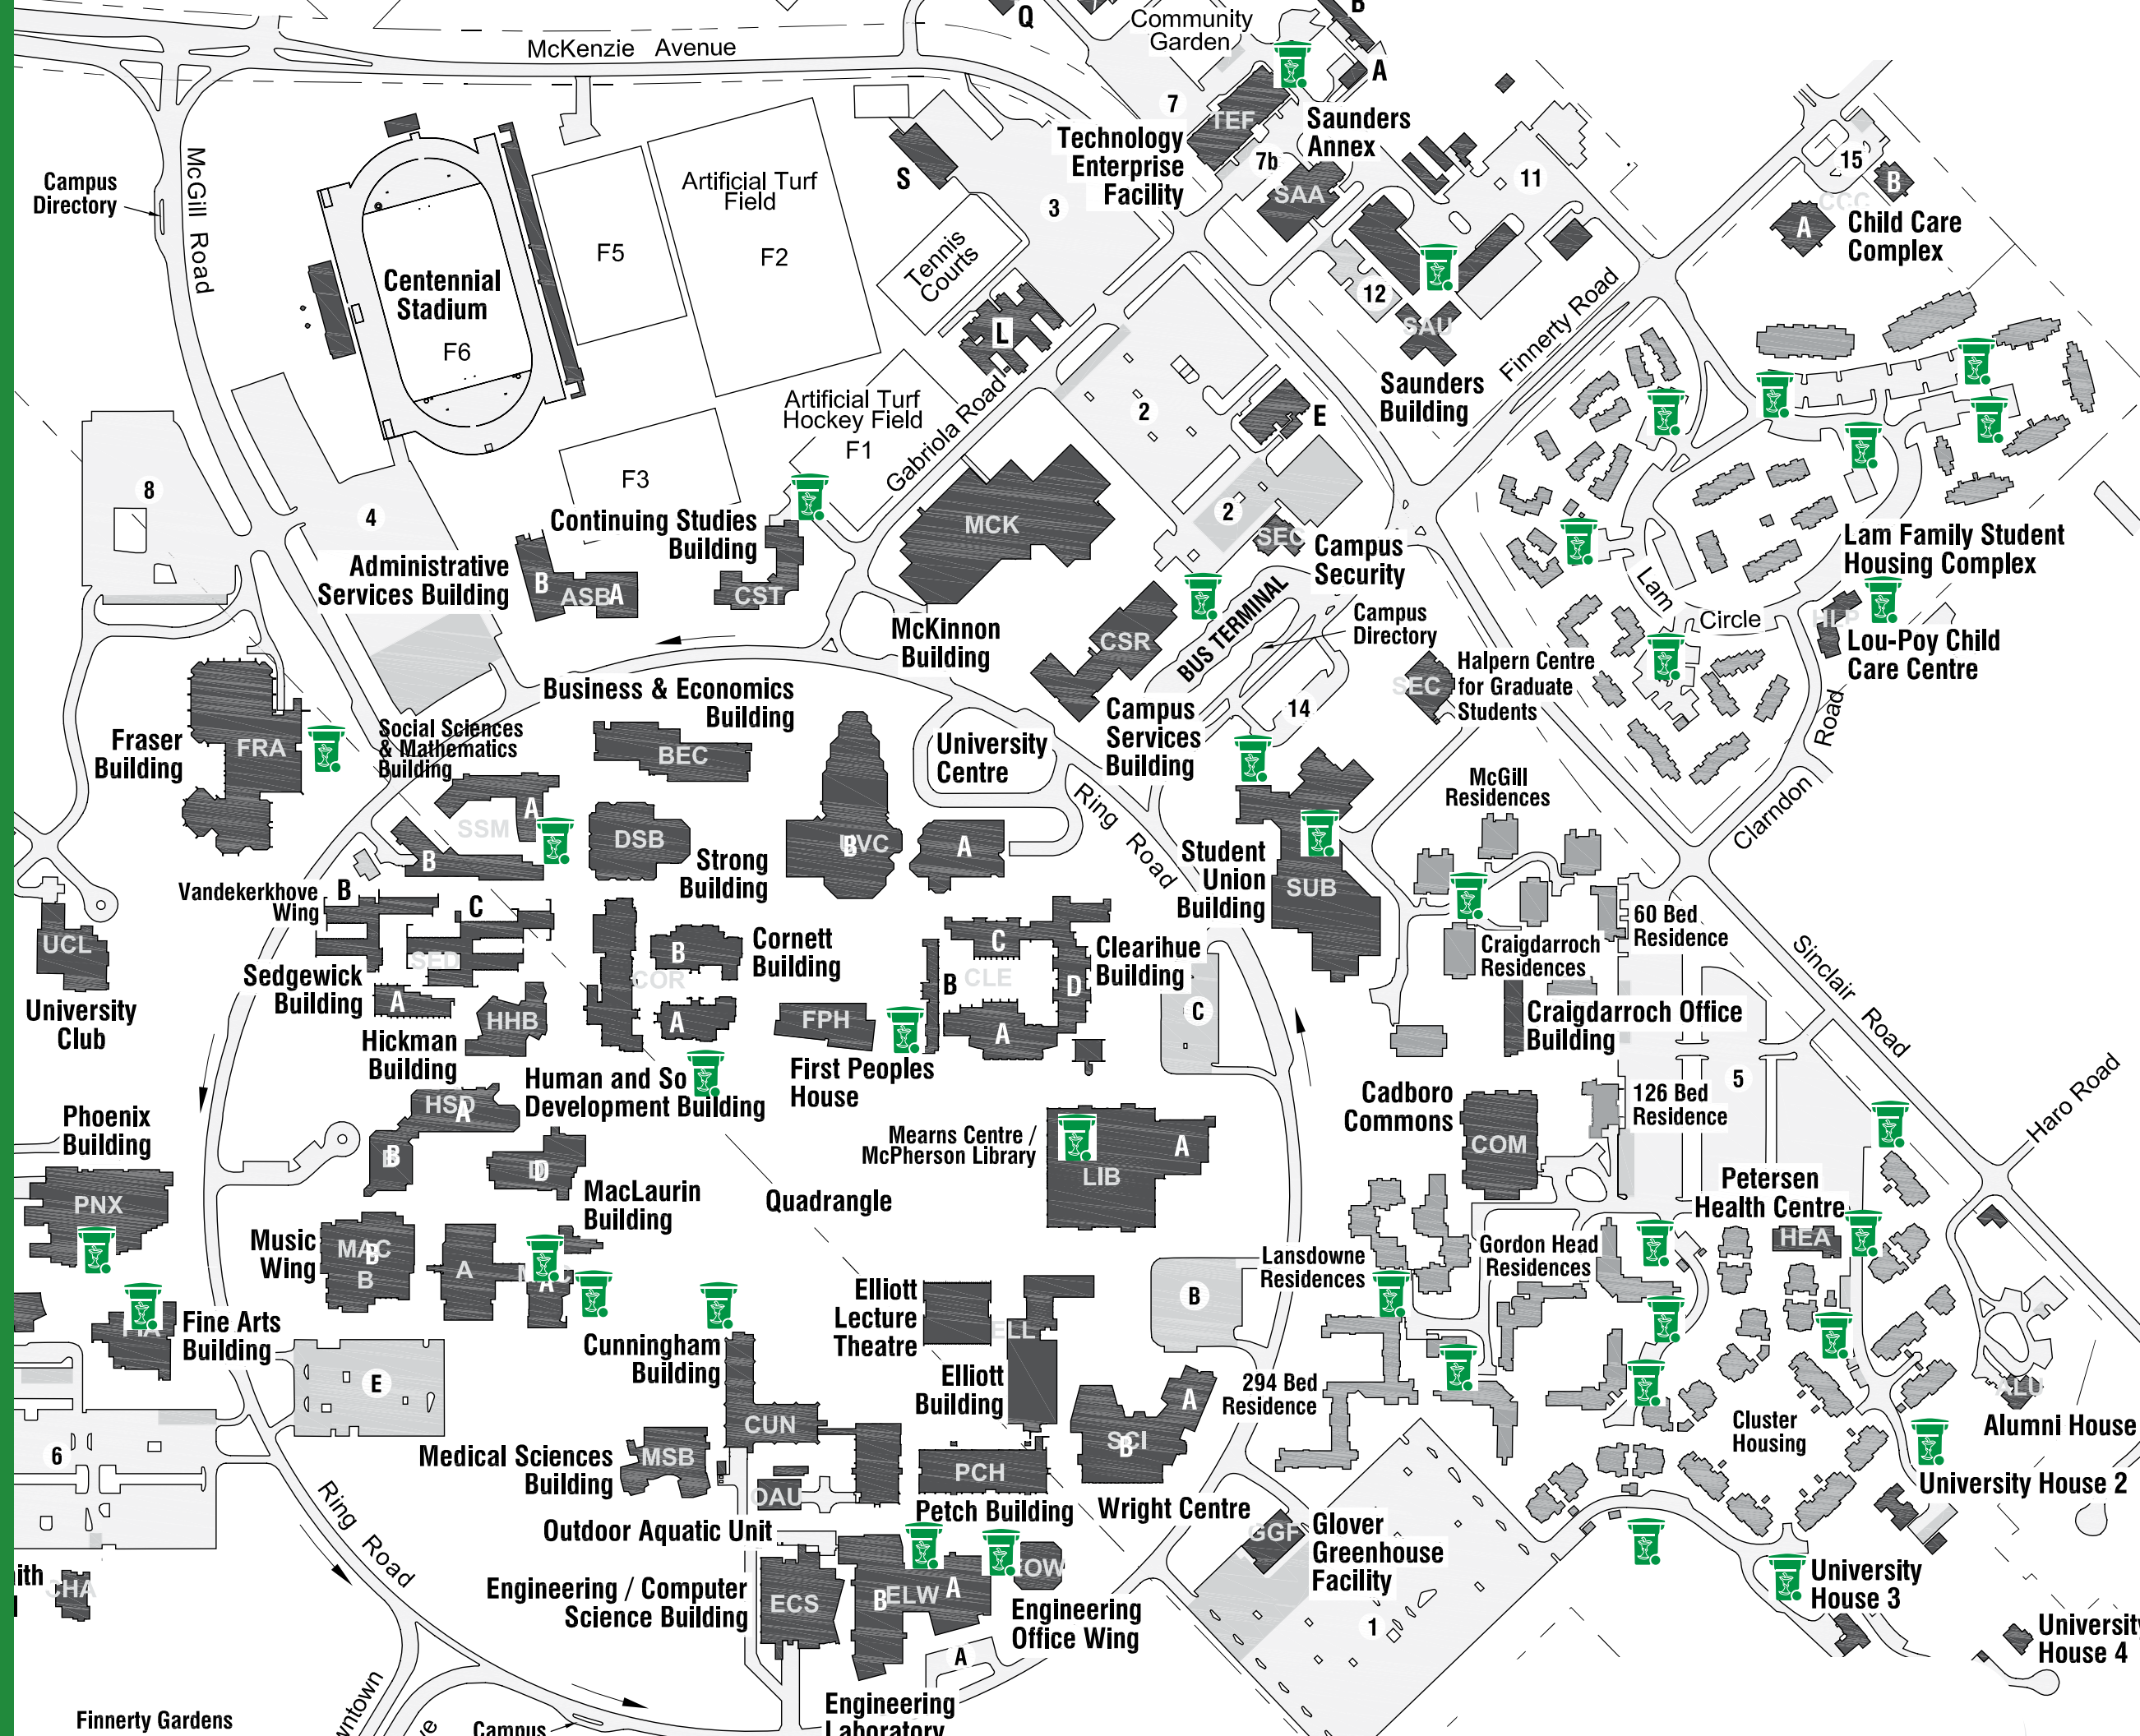 Q
B
Community
Garden
McKenzie Avenue
A
7
TEF
Saunders
Annex
Technology
Enterprise
Facility
7b
SAA
11
15
B
CCC
A
Child Care
Complex
Campus
Directory
McGill Road
Artificial Turf
Field
F5
F2
S
3
Tennis
Courts
Centennial
Stadium
F6
12
SAU
Saunders
Building
Finnerty Road
L
Gabriola Road
Artificial Turf
Hockey Field
F1
2
E
F3
8
4
Continuing Studies
Building
MCK
2
SEC
Campus
Security
Lam Family Student
Housing Complex
Administrative
Services Building
B
ASB
A
CST
McKinnon
Building
CSR
BUS TERMINAL
Campus
Directory
Lam Circle
HLP
Lou-Poy Child
Care Centre
SEC
Halpern Centre
for Graduate
Students
14
Clarndon Road
Business & Economics
Building
BEC
Campus
Services
Building
University
Centre
Fraser
Building
FRA
Social Sciences
& Mathematics
Building
A
SSM
B
DSB
Strong
Building
UVC
B
A
Ring Road
McGill
Residences
Student
Union
Building
SUB
Vandekerkhove
Wing
B
C
UCL
University
Club
SED
Sedgewick
Building
A
B
COR
A
Cornett
Building
C
B
CLE
D
A
Clearihue
Building
60 Bed
Residence
Craigdarroch
Residences
Sinclair Road
C
Craigdarroch Office
Building
HHB
Hickman
Building
FPH
First Peoples
House
Human and So
Development Building
HSD
A
B
5
Haro Road
Cadboro
Commons
COM
126 Bed
Residence
Phoenix
Building
PNX
D
MacLaurin
Building
Mearns Centre /
McPherson Library
A
LIB
Quadrangle
Petersen
Health Centre
HEA
Music
Wing
MAC
B
B
A
MAC
A
Lansdowne
Residences
Gordon Head
Residences
FIA
Fine Arts
Building
Elliott
Lecture
Theatre
ELL
Elliott
Building
B
Cunningham
Building
E
294 Bed
Residence
A
SCI
B
Wright Centre
CUN
ALU
Alumni House
Cluster
Housing
6
Medical Sciences
Building
MSB
OAU
Outdoor Aquatic Unit
PCH
Petch Building
University House 2
Ring Road
GGF
Glover
Greenhouse
Facility
1
ith
CHA
Engineering / Computer
Science Building
ECS
B
ELW
A
EOW
Engineering
Office Wing
University
House 3
University
House 4
A
Engineering
Laboratory
Finnerty Gardens
Campus